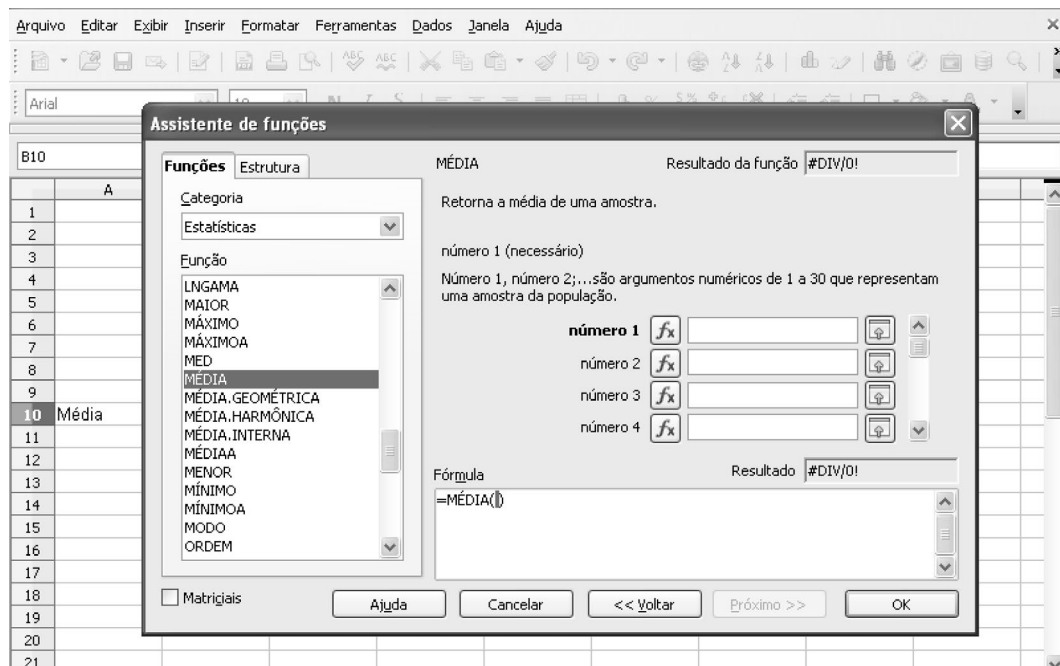 Arquivo Editar Exibir Inserir Formatar Ferramentas Dados Janela Ajuda
Arial
Assistente de funções
B10
Funções Estrutura
MÉDIA Resultado da função #DIV/0!
A
Categoria
Estatísticas
Retorna a média de uma amostra.
Função
LNGAMA
MAIOR
MÁXIMO
MÁXIMOA
MED
MÉDIA
MÉDIA.GEOMÉTRICA
MÉDIA.HARMÔNICA
MÉDIA.INTERNA
MÉDIAA
MENOR
MÍNIMO
MÍNIMOA
MODO
ORDEM
número 1 (necessário)
Número 1, número 2;...são argumentos numéricos de 1 a 30 que representam
uma amostra da população.
número 1
número 2
número 3
número 4
Fórmula Resultado #DIV/0!
=MÉDIA()
Matriciais
Ajuda Cancelar << Voltar Próximo >> OK
1
2
3
4
5
6
7
8
9
10 Média
11
12
13
14
15
16
17
18
19
20
21